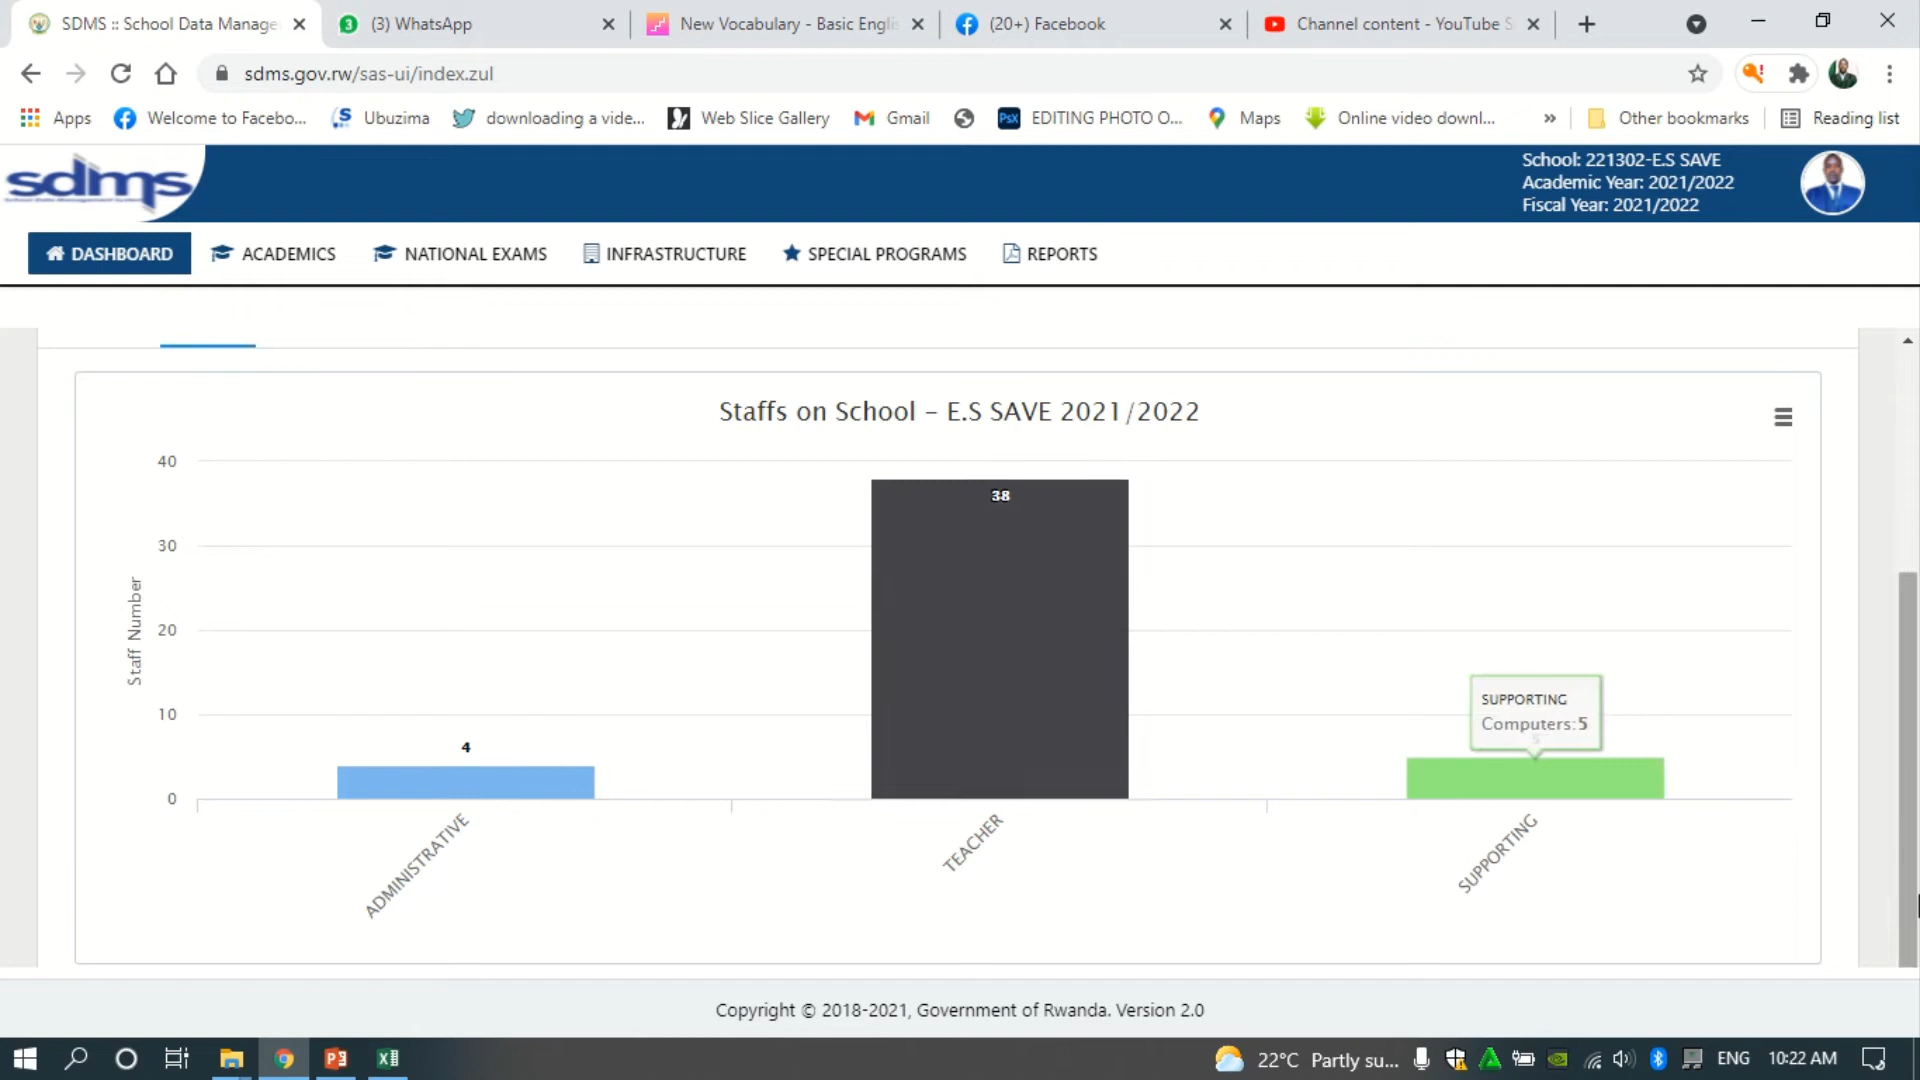 SDMS :: School Data Manage
(3) WhatsApp
New Vocabulary - Basic Englis
(20+) Facebook
Channel content - YouTube S
sdms.gov.rw/sas-ui/index.zul
Apps
Welcome to Facebo...
Ubuzima
downloading a vide...
Web Slice Gallery
Gmail
EDITING PHOTO O...
Maps
Online video downl...
»
Other bookmarks
Reading list
sdms
School: 221302-E.S SAVE
Academic Year: 2021/2022
Fiscal Year: 2021/2022
DASHBOARD
ACADEMICS
NATIONAL EXAMS
INFRASTRUCTURE
SPECIAL PROGRAMS
REPORTS
Staffs on School - E.S SAVE 2021/2022
Staff Number
40
30
20
10
0
4
38
SUPPORTING
Computers:5
ADMINISTRATIVE
TEACHER
SUPPORTING
Copyright © 2018-2021, Government of Rwanda. Version 2.0
22°C Partly su...
ENG
10:22 AM